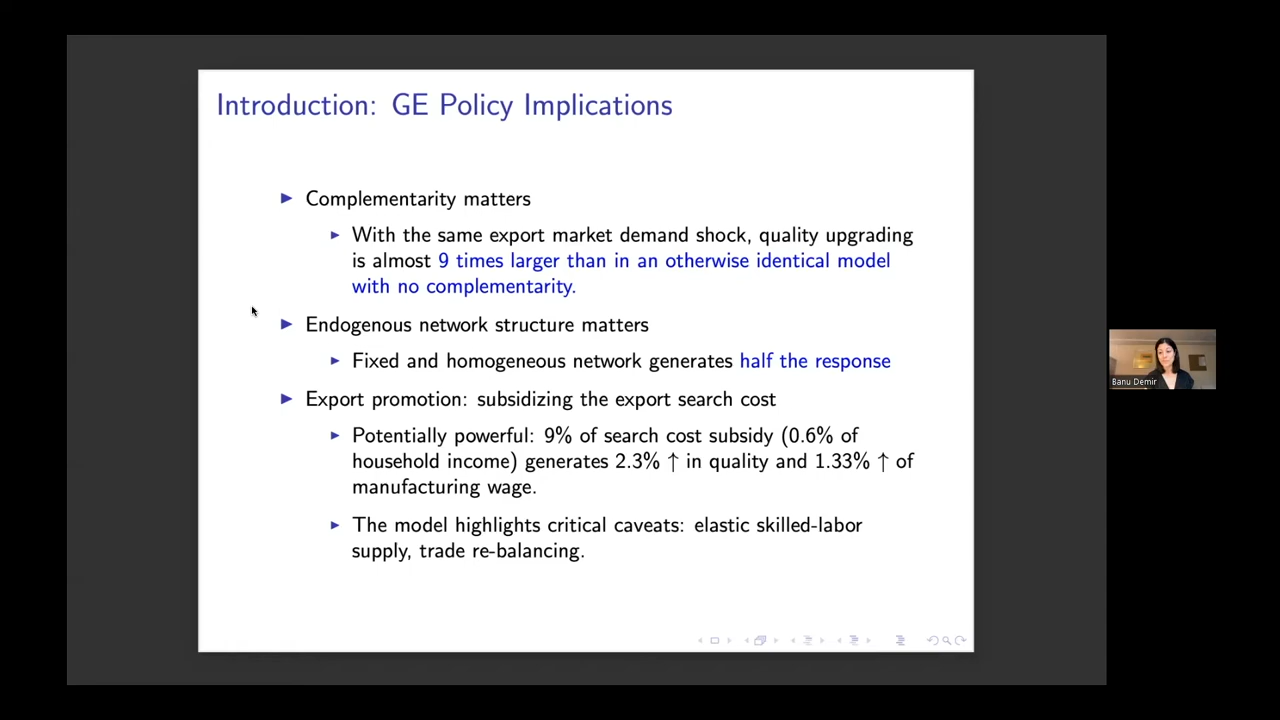 Introduction: GE Policy Implications
Complementarity matters
With the same export market demand shock, quality upgrading
is almost 9 times larger than in an otherwise identical model
with no complementarity.
Endogenous network structure matters
Fixed and homogeneous network generates half the response
Export promotion: subsidizing the export search cost
Potentially powerful: 9% of search cost subsidy (0.6% of
household income) generates 2.3% ↑ in quality and 1.33% ↑ of
manufacturing wage.
The model highlights critical caveats: elastic skilled-labor
supply, trade re-balancing.
Banu Demir